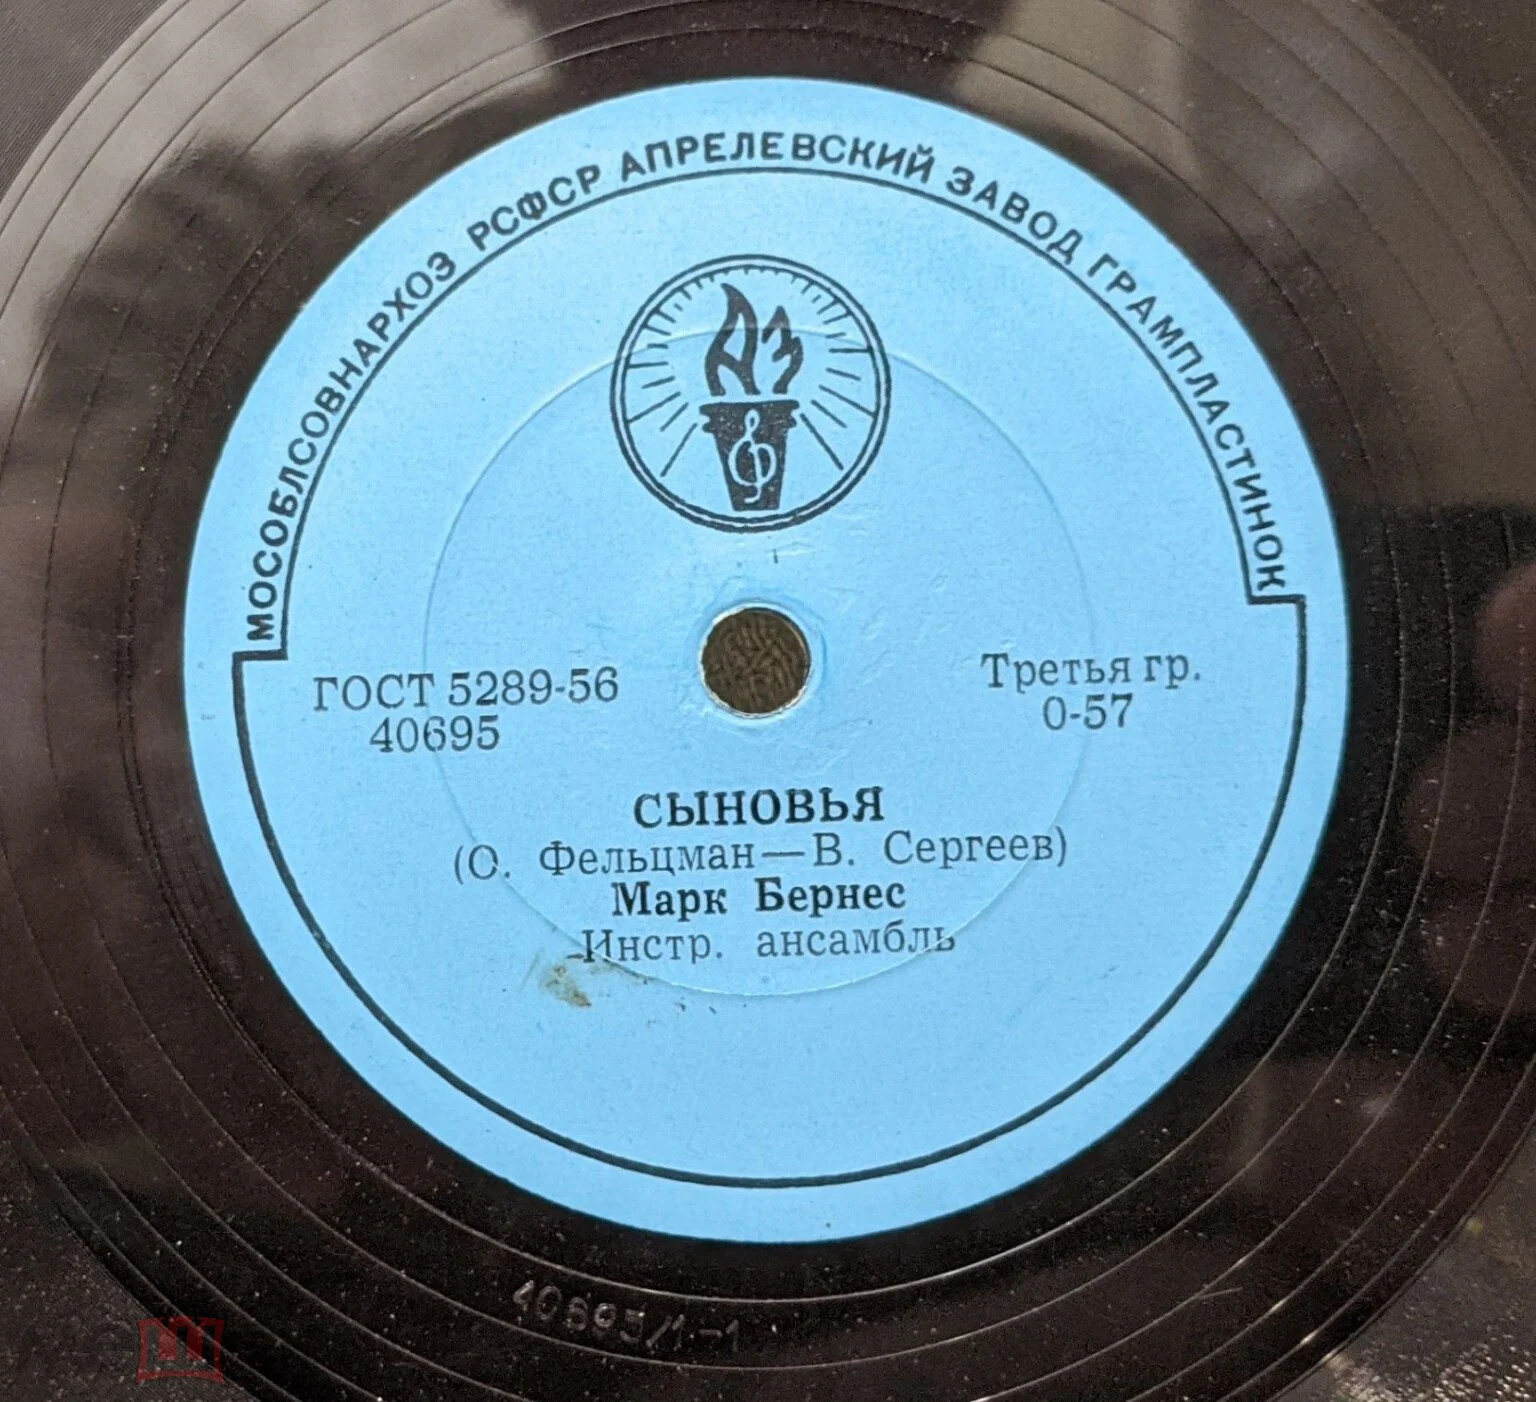 МОСОБЛСОВНАРХОЗ РСФСР АПРЕЛЕВСКИЙ ЗАВОД ГРАМПЛАСТИНОК
АЗ
ГОСТ 5289-56
40695
Третья гр.
0-57
СЫНОВЬЯ
(О. Фельцман—В. Сергеев)
Марк Бернес
Инстр. ансамбль
40695/1-1